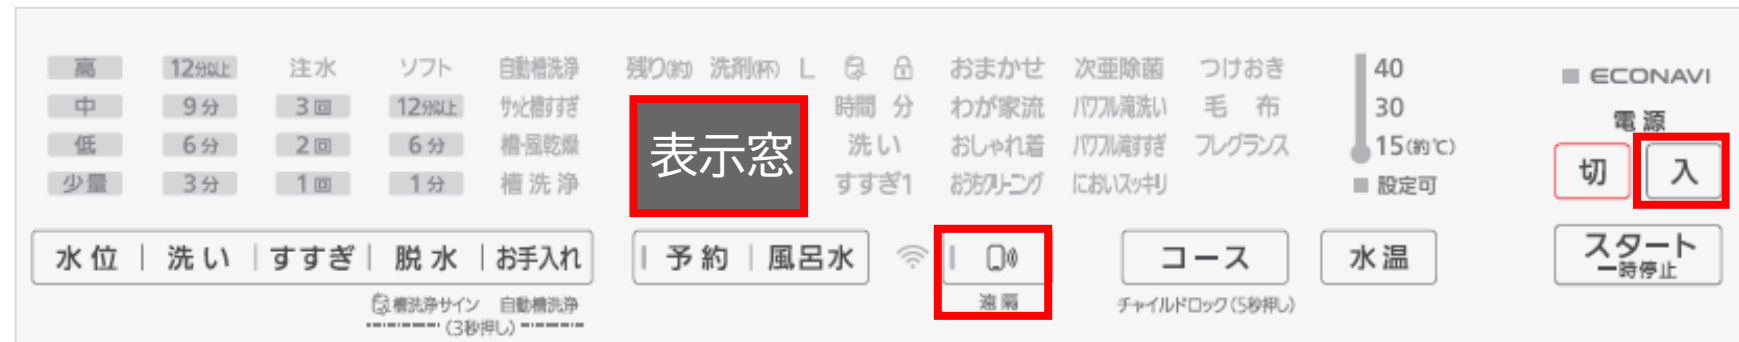 高 12分以上 注水 ソフト 自動槽洗浄 残り(約) 洗剤(杯) L おまかせ 次亜除菌 つけおき 40 ECONAVI
中 9分 3回 12分以上 サッと槽すすぎ 表示窓 時間 分 わが家流 パワフル滝洗い 毛布 30
低 6分 2回 6分 槽・風乾燥 洗い おしゃれ着 パワフル滝すすぎ フレグランス 15(約℃) 電源
少量 3分 1回 1分 槽洗浄 すすぎ1 おうちクリーニング においスッキリ 設定可 切 入
水位 洗い すすぎ 脱水 お手入れ 予約 風呂水 コース 水温 スタート
一時停止
槽洗浄サイン 自動槽洗浄 遠隔 チャイルドロック(5秒押し)
(3秒押し)